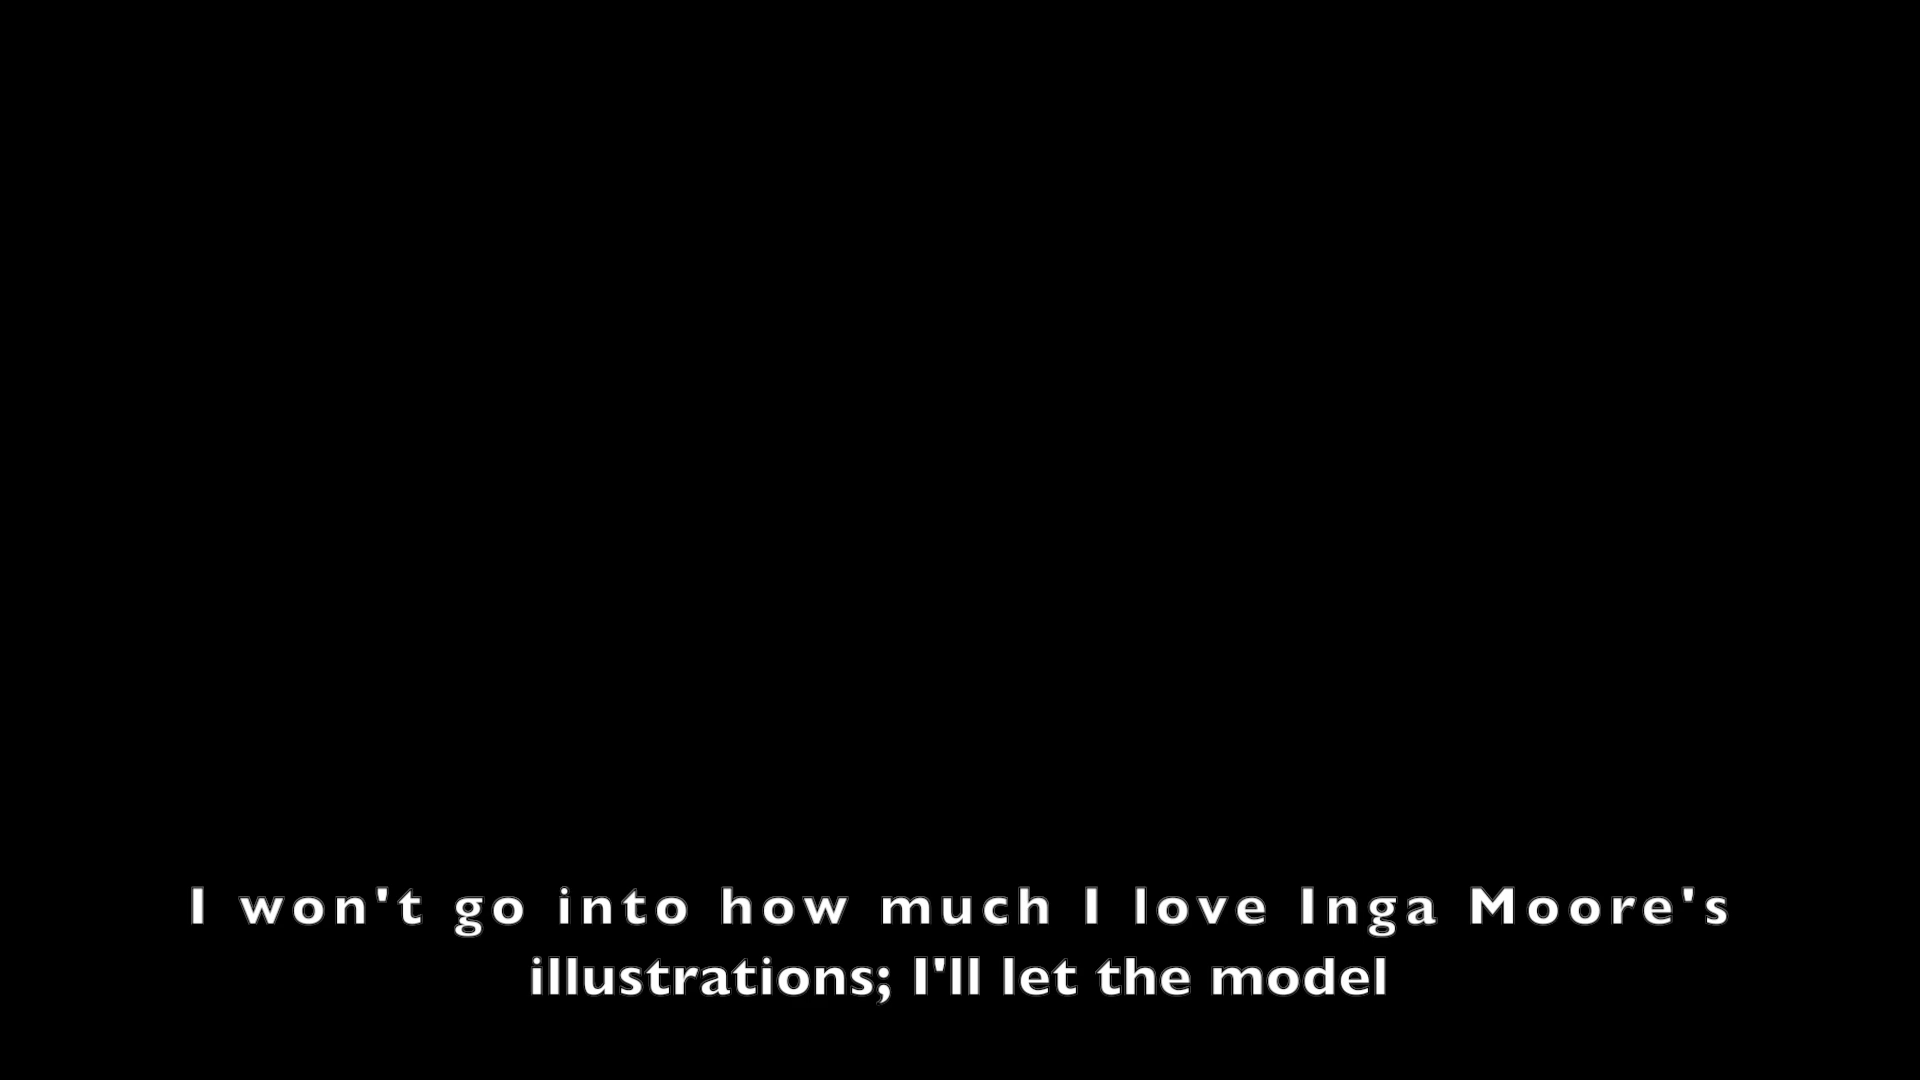 I won't go into how much I love Inga Moore's
illustrations; I'll let the model